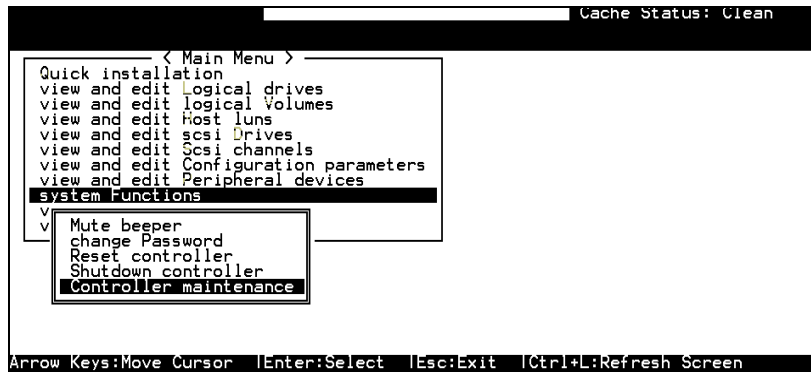 Cache Status: Clean
< Main Menu >
Quick installation
view and edit Logical drives
view and edit logical Volumes
view and edit Host luns
view and edit scsi Drives
view and edit Scsi channels
view and edit Configuration parameters
view and edit Peripheral devices
system Functions
v
v
Mute beeper
change Password
Reset controller
Shutdown controller
Controller maintenance
Arrow Keys:Move Cursor |Enter:Select |Esc:Exit |Ctrl+L:Refresh Screen